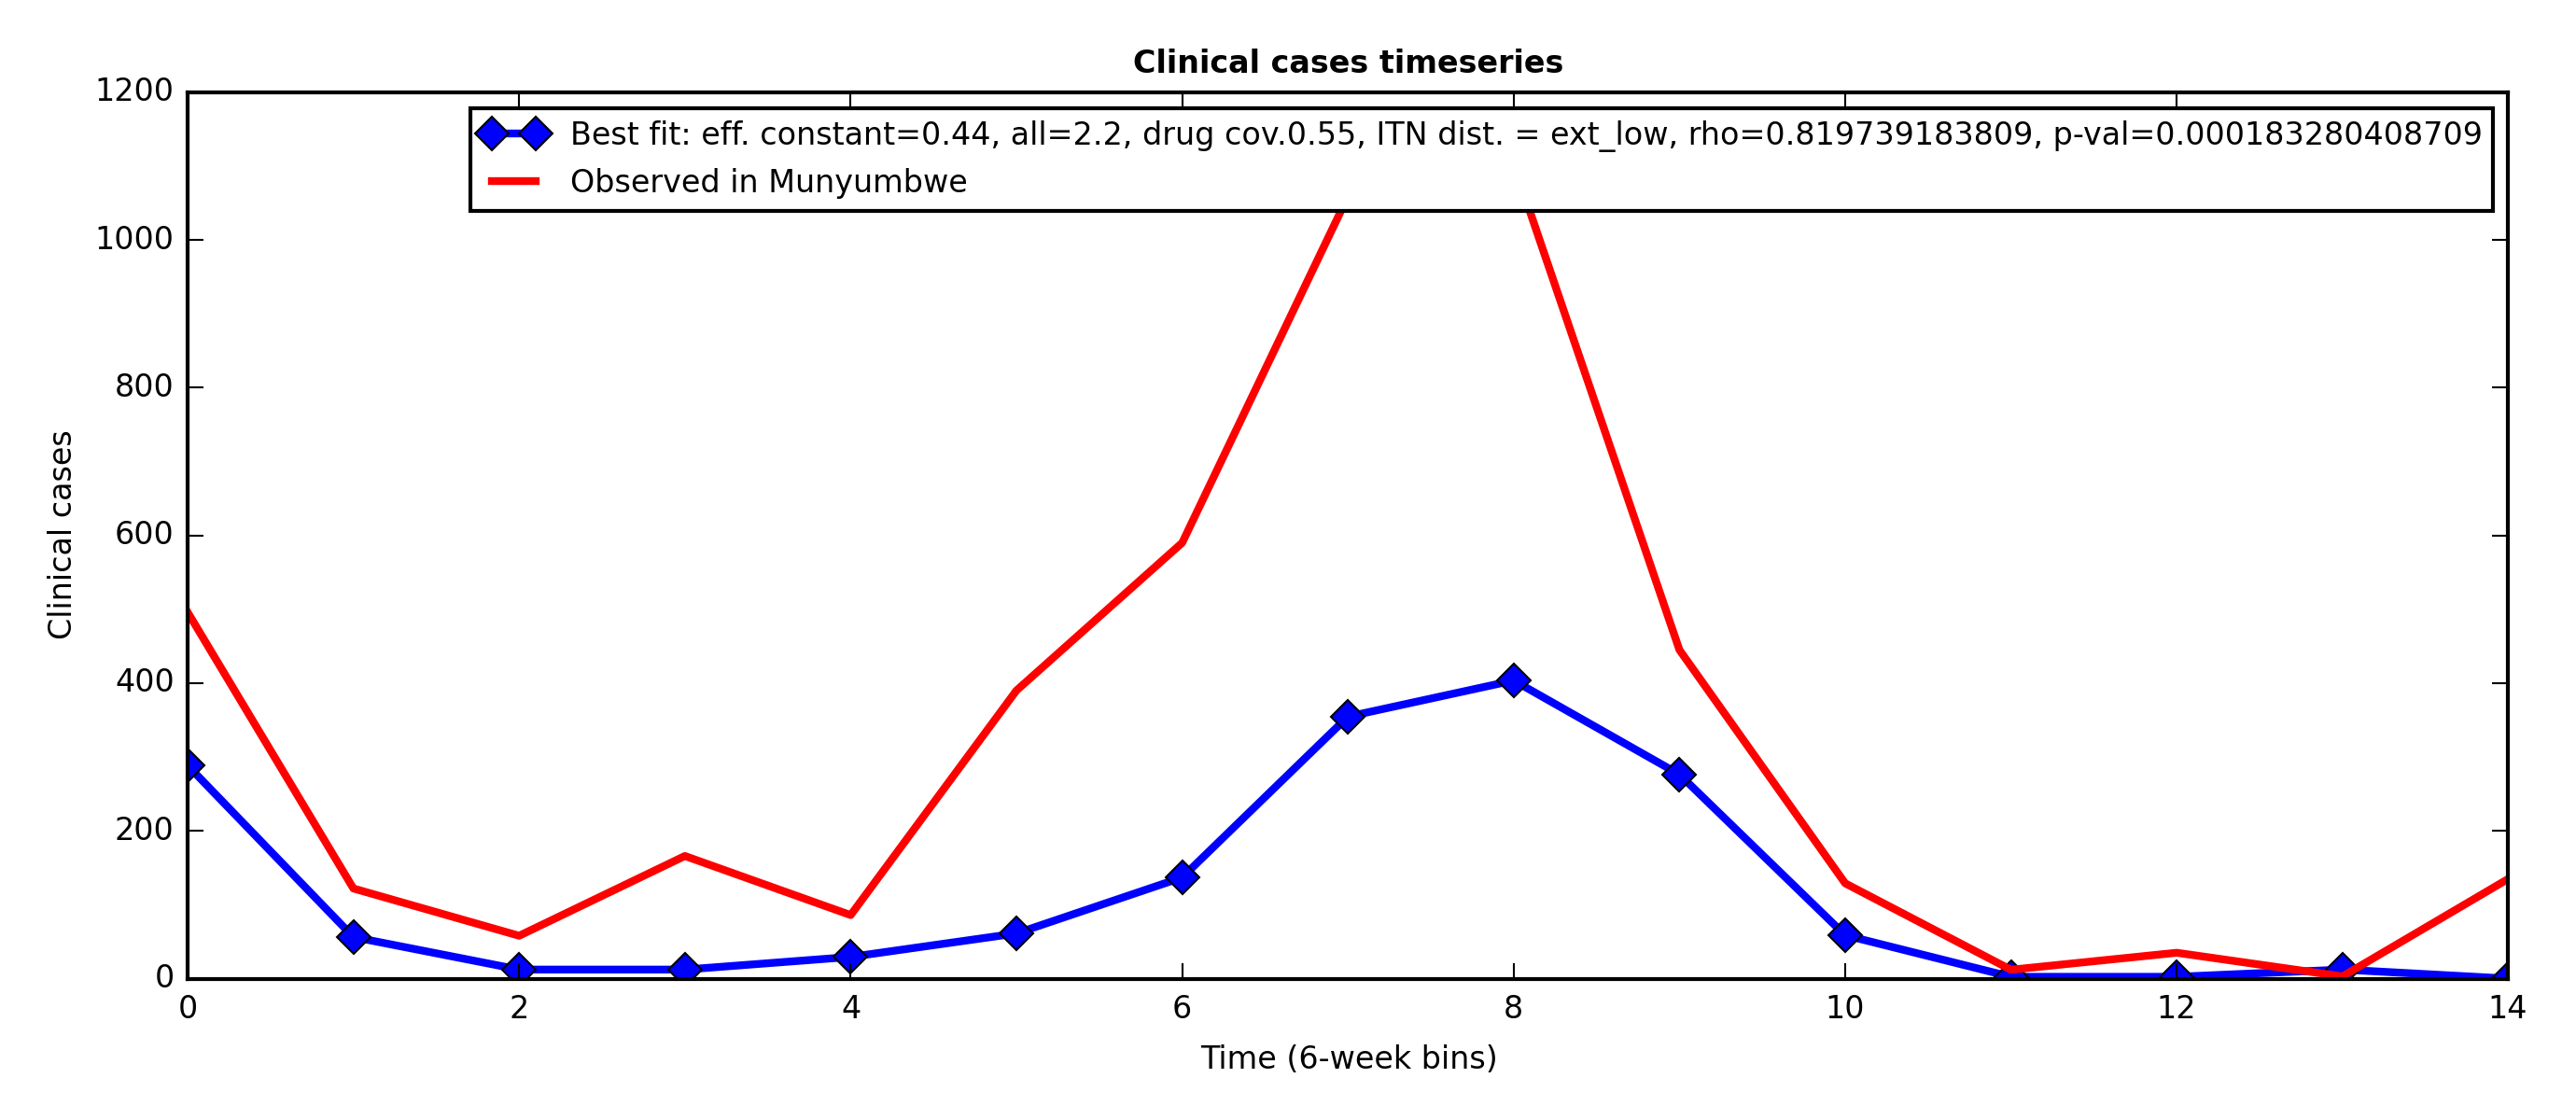 Clinical cases timeseries
Best fit: eff. constant=0.44, all=2.2, drug cov.0.55, ITN dist. = ext_low, rho=0.819739183809, p-val=0.000183280408709
Observed in Munyumbwe
1200
1000
800
600
400
200
0
Clinical cases
0 2 4 6 8 10 12 14
Time (6-week bins)